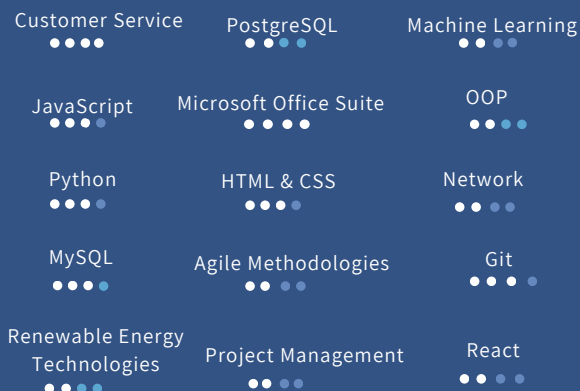 Customer Service
PostgreSQL
Machine Learning
JavaScript
Microsoft Office Suite
OOP
Python
HTML & CSS
Network
MySQL
Agile Methodologies
Git
Renewable Energy
Technologies
Project Management
React